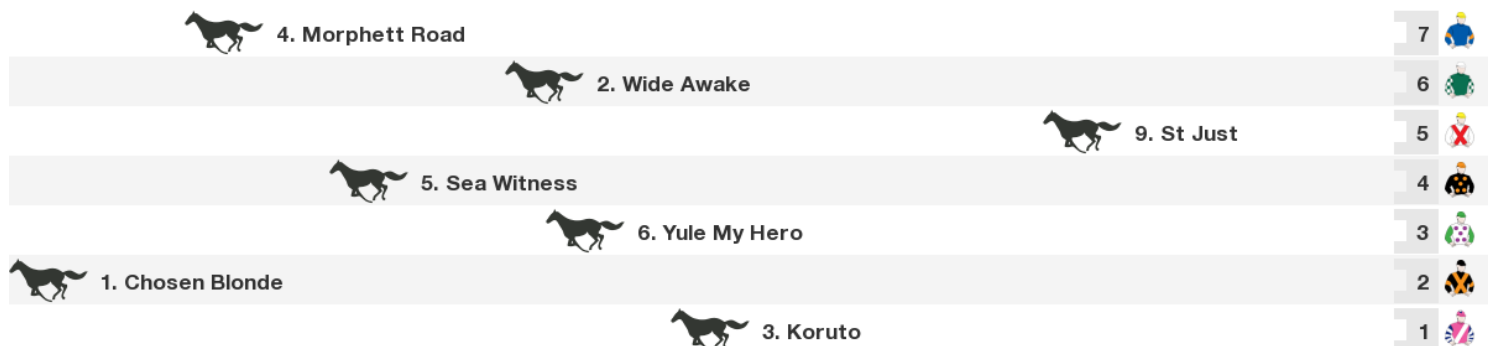 4. Morphett Road 7
2. Wide Awake 6
9. St Just 5
5. Sea Witness 4
6. Yule My Hero 3
1. Chosen Blonde 2
3. Koruto 1